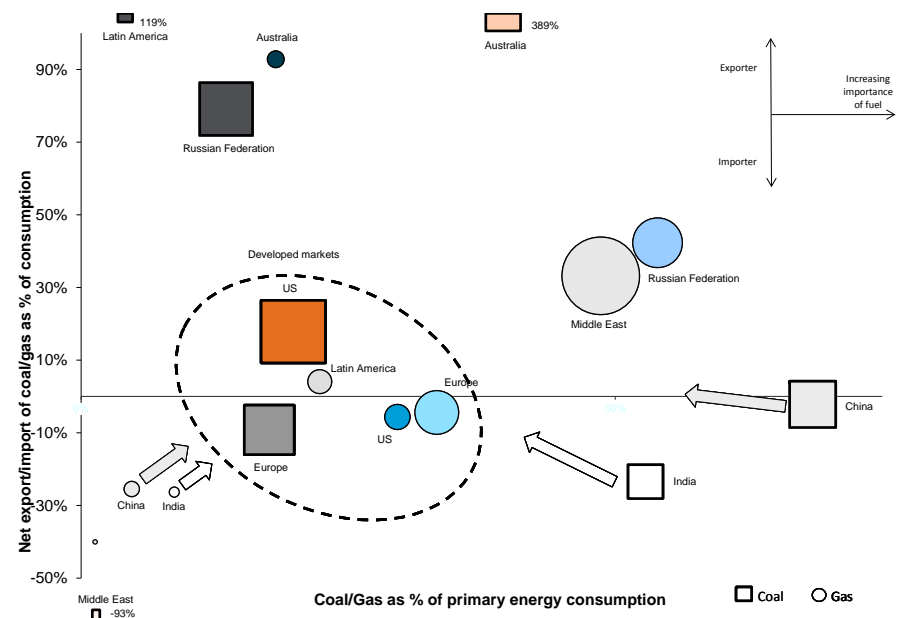 119%
Latin America
Australia
389%
Australia
Exporter
Increasing
importance
of fuel
Importer
90%
70%
50%
30%
10%
-10%
-30%
-50%
Net export/import of coal/gas as % of consumption
Russian Federation
Developed markets
US
Russian Federation
Middle East
Latin America
Europe
0%
50%
China
US
Europe
India
China
India
Middle East
-93%
Coal/Gas as % of primary energy consumption
Coal
Gas